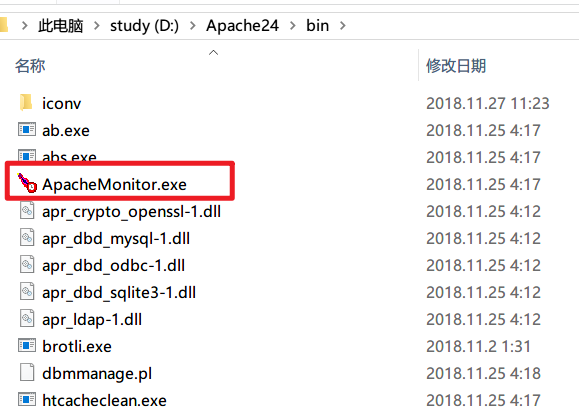 此电脑 > study (D:) > Apache24 > bin >
名称 修改日期
iconv 2018.11.27 11:23
ab.exe 2018.11.25 4:17
abs.exe 2018.11.25 4:17
ApacheMonitor.exe 2018.11.25 4:17
apr_crypto_openssl-1.dll 2018.11.25 4:12
apr_dbd_mysql-1.dll 2018.11.25 4:12
apr_dbd_odbc-1.dll 2018.11.25 4:12
apr_dbd_sqlite3-1.dll 2018.11.25 4:12
apr_ldap-1.dll 2018.11.25 4:12
brotli.exe 2018.11.2 1:31
dbmmanage.pl 2018.11.25 4:18
htcacheclean.exe 2018.11.25 4:17